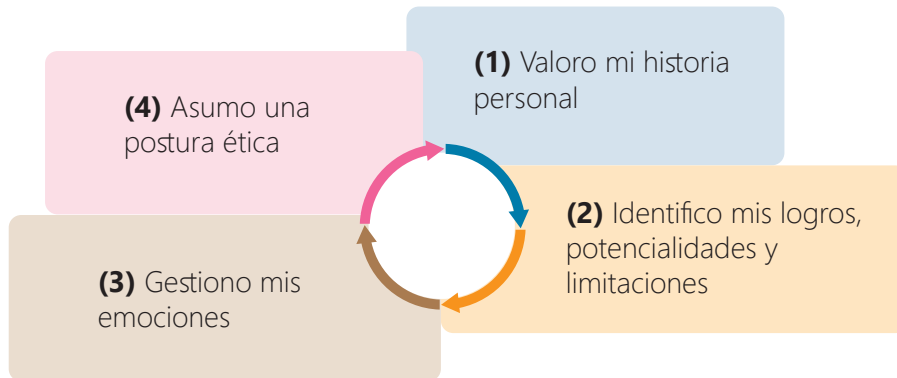 (1) Valoro mi historia
personal
(2) Identifico mis logros,
potencialidades y
limitaciones
(3) Gestiono mis
emociones
(4) Asumo una
postura ética